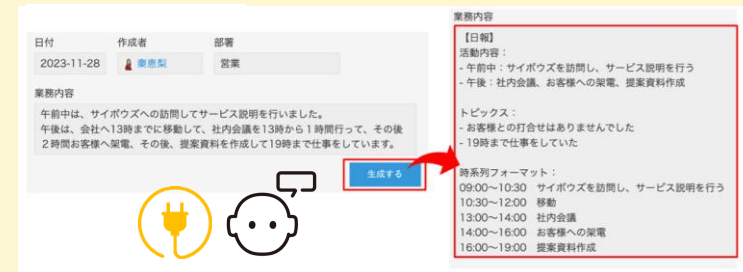 日付 作成者 部署
2023-11-28 秦恵梨 営業
業務内容
午前中は、サイボウズへの訪問してサービス説明を行いました。
午後は、会社へ13時までに移動して、社内会議を13時から1時間行って、その後
２時間お客様へ架電、その後、提案資料を作成して19時まで仕事をしています。
生成する
業務内容
【日報】
活動内容：
- 午前中：サイボウズを訪問し、サービス説明を行う
- 午後：社内会議、お客様への架電、提案資料作成
トピックス：
- お客様との打合せはありませんでした
- 19時まで仕事をしていた
時系列フォーマット：
09:00～10:30 サイボウズを訪問し、サービス説明を行う
10:30～12:00 移動
13:00～14:00 社内会議
14:00～16:00 お客様への架電
16:00～19:00 提案資料作成